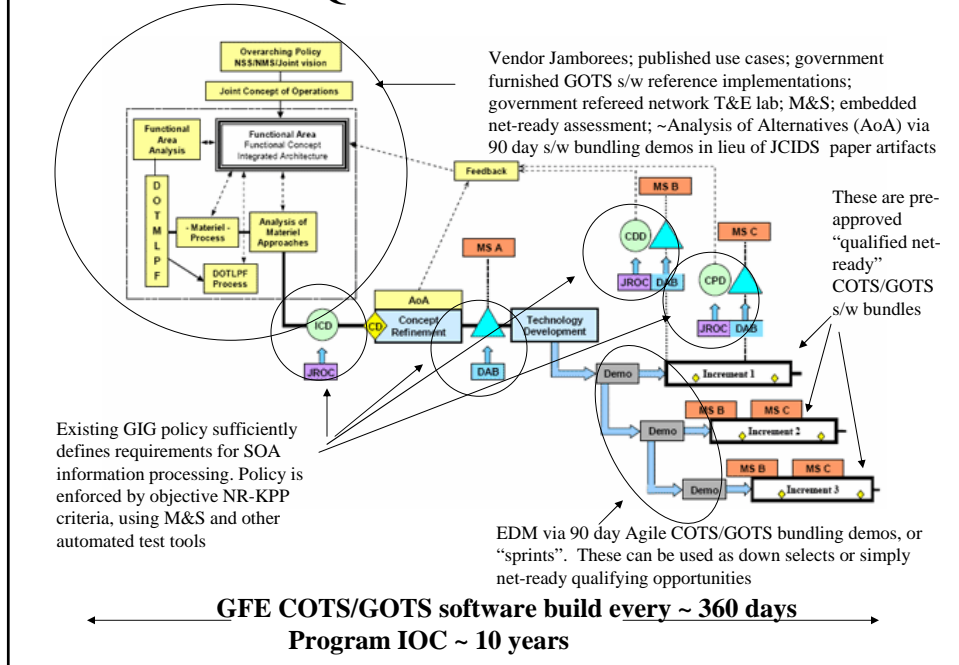 Overarching Policy
NSS/NMS/Joint vision
Joint Concept of Operations
Functional
Area
Analysis
Functional Area
Functional Concept
Integrated Architecture
D
O
T
M
L
P
F
- Materiel -
Process
Analysis of
Materiel
Approaches
DOTLPF
Process
Vendor Jamborees; published use cases; government
furnished GOTS s/w reference implementations;
government refereed network T&E lab; M&S; embedded
net-ready assessment; ~Analysis of Alternatives (AoA) via
90 day s/w bundling demos in lieu of JCIDS paper artifacts
Feedback
MS B
MS C
CDD
JROC
DAB
CPD
JROC
DAB
These are pre-
approved
“qualified net-
ready”
COTS/GOTS
s/w bundles
MS A
AoA
ICD
CD
Concept
Refinement
Technology
Development
JROC
DAB
Demo
Increment 1
MS B
MS C
Demo
Increment 2
MS B
MS C
Demo
Increment 3
Existing GIG policy sufficiently
defines requirements for SOA
information processing. Policy is
enforced by objective NR-KPP
criteria, using M&S and other
automated test tools
EDM via 90 day Agile COTS/GOTS bundling demos, or
“sprints”.  These can be used as down selects or simply
net-ready qualifying opportunities
GFE COTS/GOTS software build every ~ 360 days
Program IOC ~ 10 years